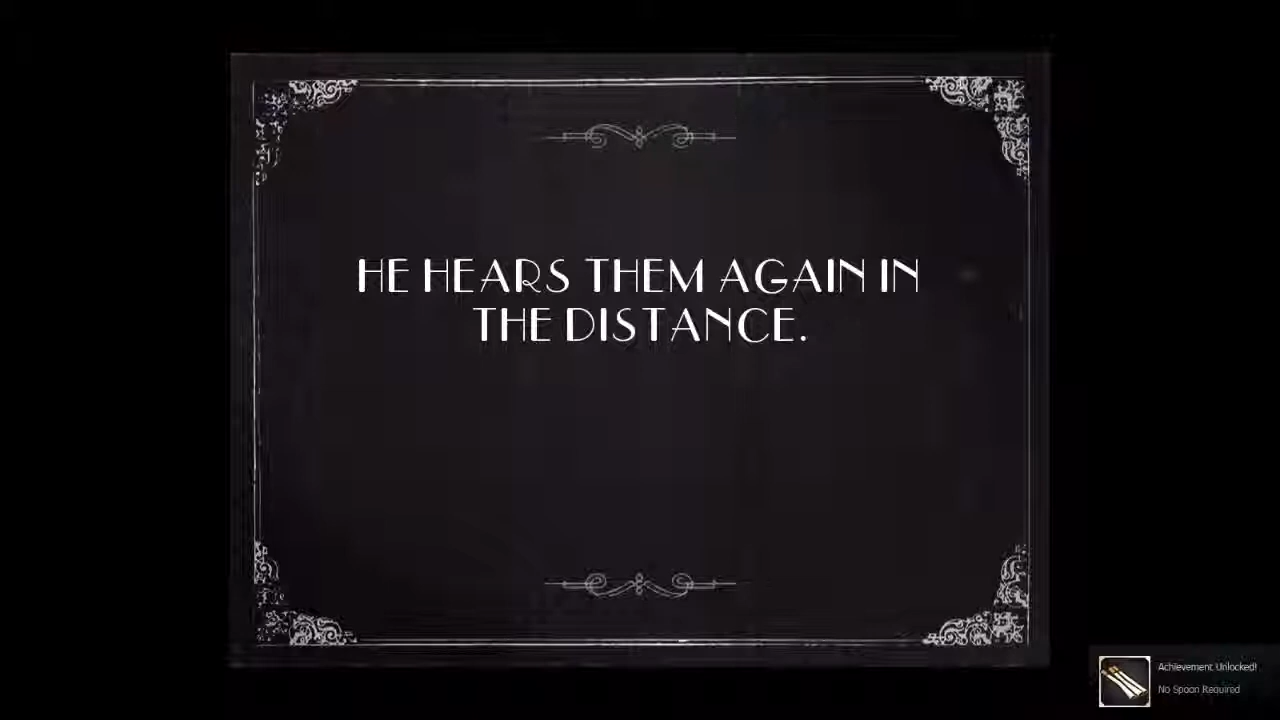 HE HEARS THEM AGAIN IN
THE DISTANCE.
Achievement Unlocked!
No Spoon Required